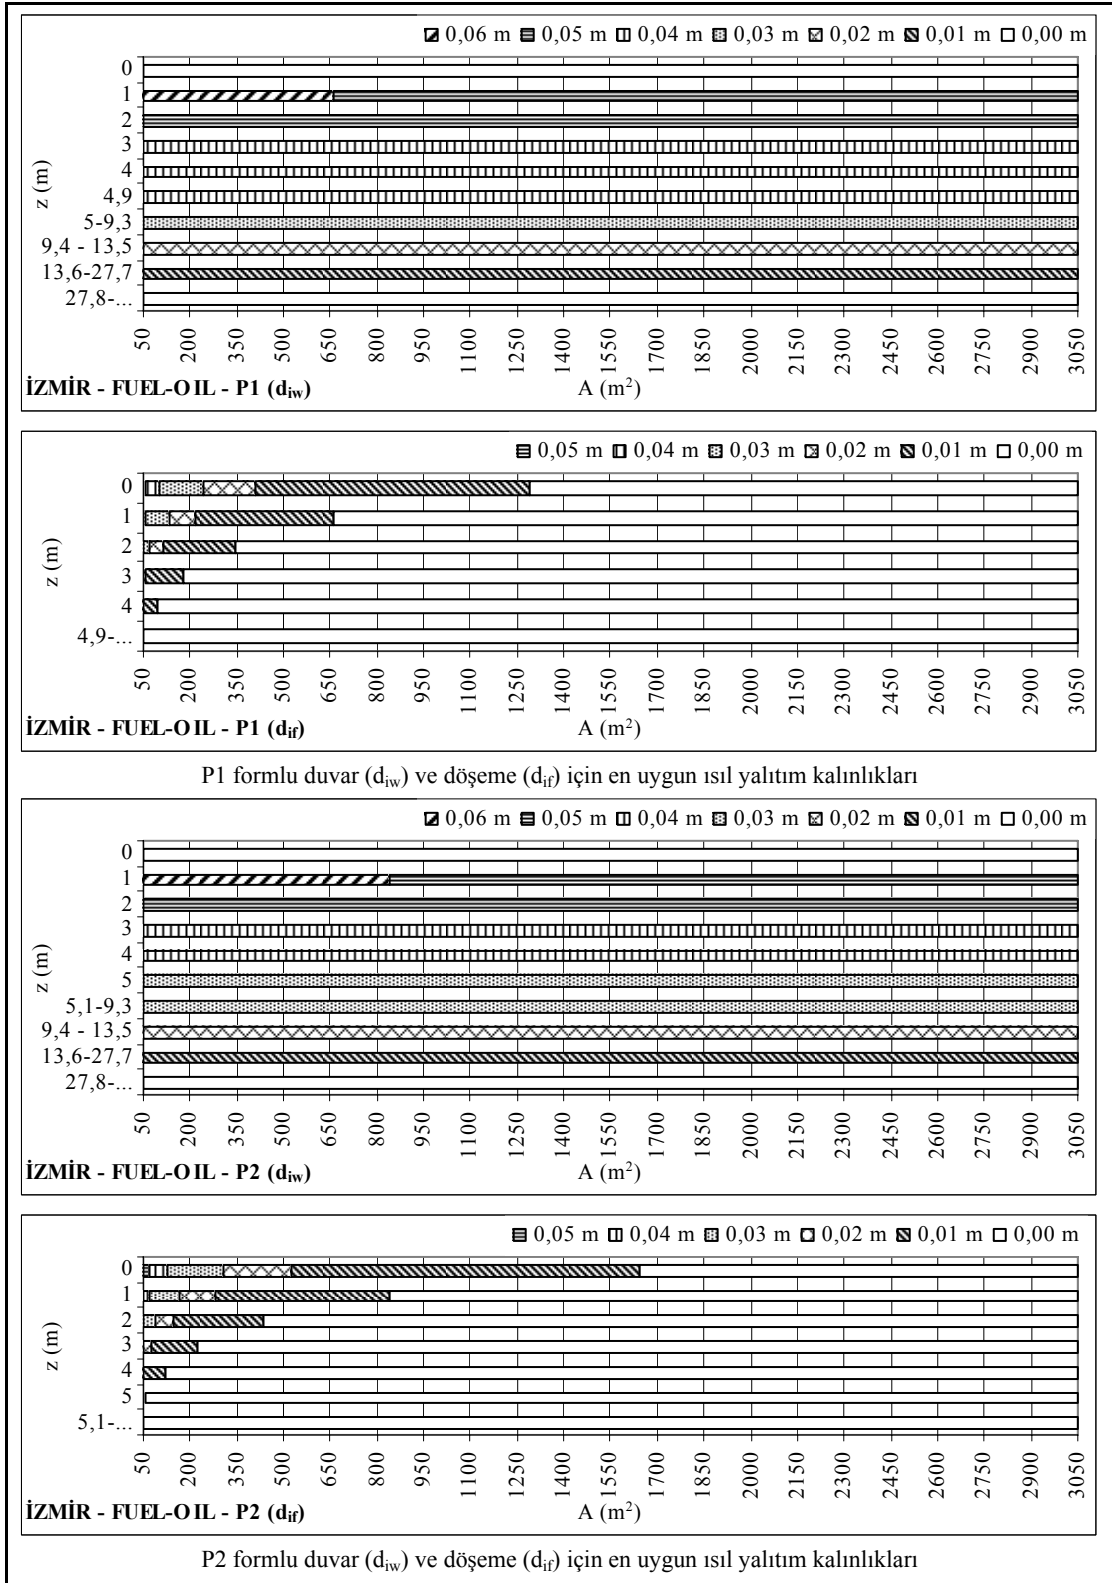 0,06 m 0,05 m 0,04 m 0,03 m 0,02 m 0,01 m 0,00 m
z (m)
0
1
2
3
4
4,9
5-9,3
9,4 - 13,5
13,6-27,7
27,8-...
50 200 350 500 650 800 950 1100 1250 1400 1550 1700 1850 2000 2150 2300 2450 2600 2750 2900 3050
İZMİR - FUEL-OIL - P1 (d_iw) A (m²)
0,05 m 0,04 m 0,03 m 0,02 m 0,01 m 0,00 m
z (m)
0
1
2
3
4
4,9-...
50 200 350 500 650 800 950 1100 1250 1400 1550 1700 1850 2000 2150 2300 2450 2600 2750 2900 3050
İZMİR - FUEL-OIL - P1 (d_if) A (m²)
P1 formlu duvar (d_iw) ve döşeme (d_if) için en uygun ısıl yalıtım kalınlıkları
0,06 m 0,05 m 0,04 m 0,03 m 0,02 m 0,01 m 0,00 m
z (m)
0
1
2
3
4
5
5,1-9,3
9,4 - 13,5
13,6-27,7
27,8-...
50 200 350 500 650 800 950 1100 1250 1400 1550 1700 1850 2000 2150 2300 2450 2600 2750 2900 3050
İZMİR - FUEL-OIL - P2 (d_iw) A (m²)
0,05 m 0,04 m 0,03 m 0,02 m 0,01 m 0,00 m
z (m)
0
1
2
3
4
5
5,1-...
50 200 350 500 650 800 950 1100 1250 1400 1550 1700 1850 2000 2150 2300 2450 2600 2750 2900 3050
İZMİR - FUEL-OIL - P2 (d_if) A (m²)
P2 formlu duvar (d_iw) ve döşeme (d_if) için en uygun ısıl yalıtım kalınlıkları